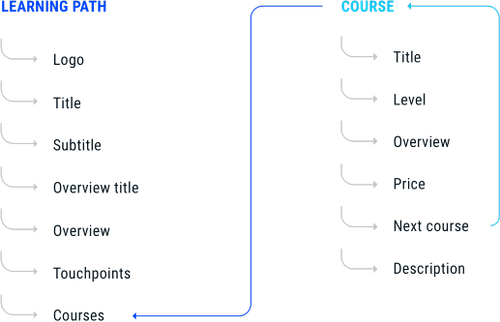 LEARNING PATH
Logo
Title
Subtitle
Overview title
Overview
Touchpoints
Courses
COURSE
Title
Level
Overview
Price
Next course
Description